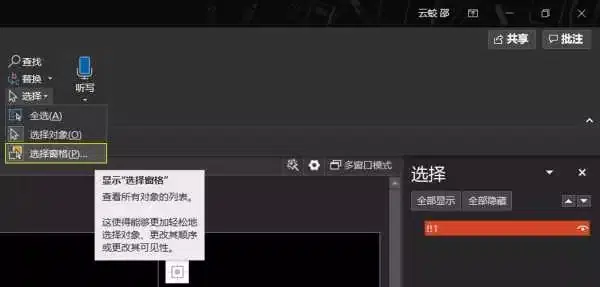 云蛟 邵
共享
批注
查找
替换
选择
听写
全选(A)
选择对象(O)
选择窗格(P)...
显示“选择窗格”
查看所有对象的列表。
这使得能够更加轻松地
选择对象、更改其顺序
或更改其可见性。
多窗口模式
选择
全部显示
全部隐藏
!!1